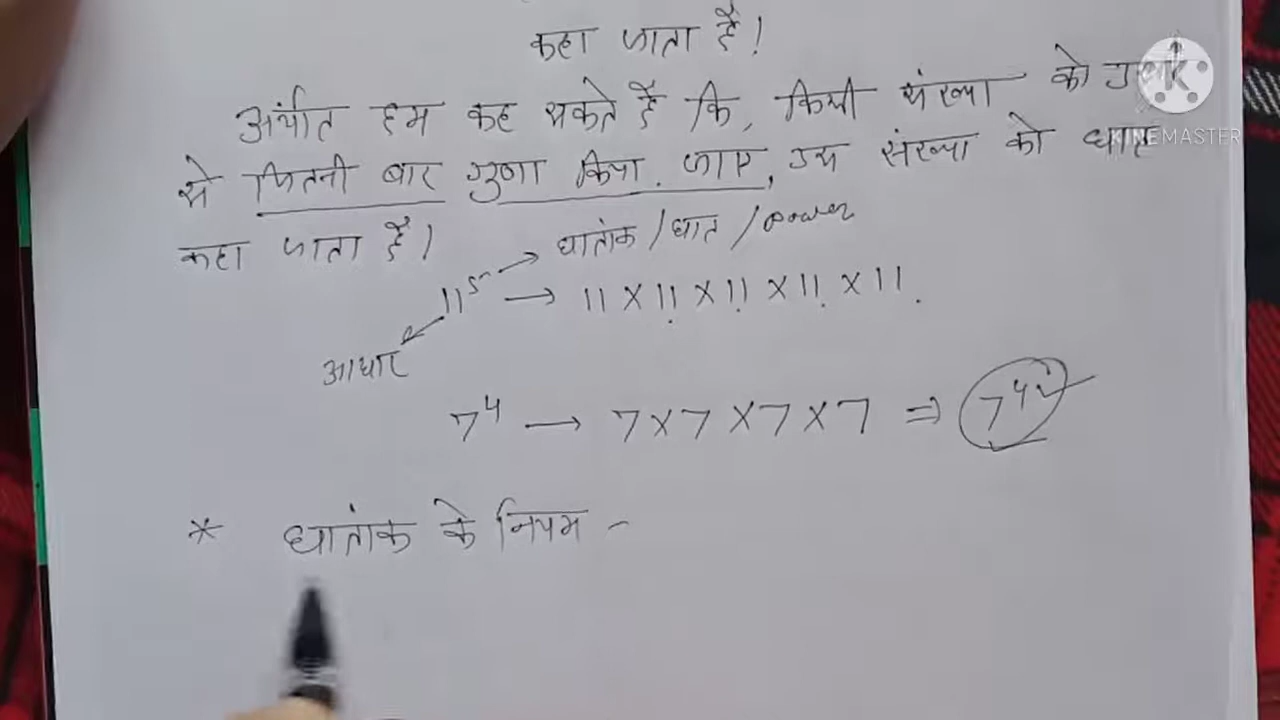 कहा जाता है।
अर्थात हम कह सकते है कि, किसी संख्या को उसी
से जितनी बार गुणा किया जाए, उस संख्या को घात
कहा जाता है।
घातांक / घात / power
11⁵ → 11 × 11 × 11 × 11 × 11
आधार
7⁴ → 7 × 7 × 7 × 7 ⇒ 7⁴
* घातांक के नियम -
KINEMASTER